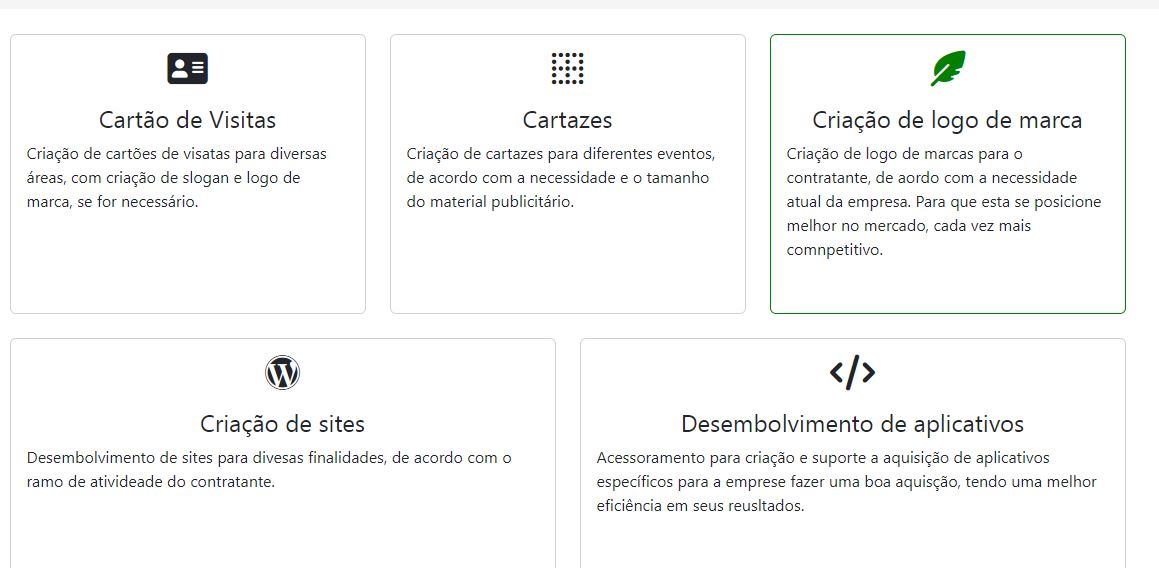 Cartão de Visitas
Criação de cartões de visatas para diversas
áreas, com criação de slogan e logo de
marca, se for necessário.
Cartazes
Criação de cartazes para diferentes eventos,
de acordo com a necessidade e o tamanho
do material publicitário.
Criação de logo de marca
Criação de logo de marcas para o
contratante, de aordo com a necessidade
atual da empresa. Para que esta se posicione
melhor no mercado, cada vez mais
comnpetitivo.
Criação de sites
Desembolvimento de sites para divesas finalidades, de acordo com o
ramo de ativideade do contratante.
Desembolvimento de aplicativos
Acessoramento para criação e suporte a aquisição de aplicativos
específicos para a emprese fazer uma boa aquisção, tendo uma melhor
eficiência em seus reusltados.